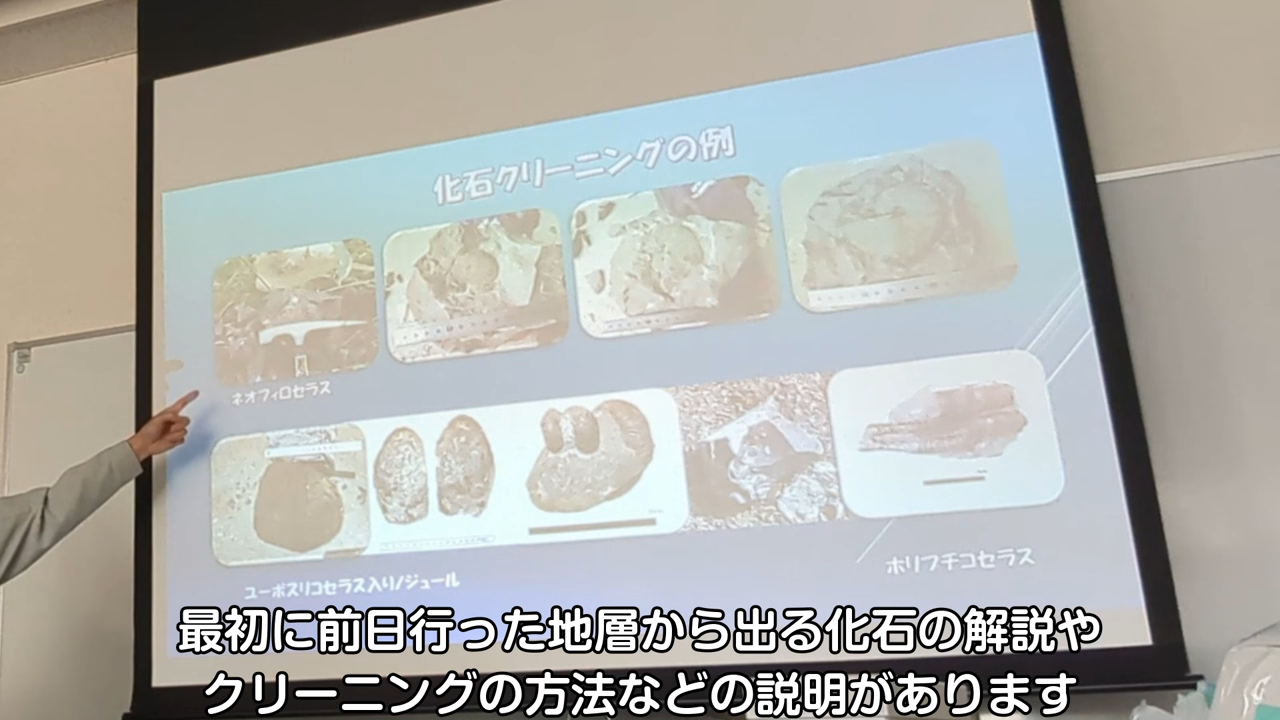 化石クリーニングの例
ネオフィロセラス
ユーボストリコセラス入りノジュール
ポリプチコセラス
最初に前日行った地層から出る化石の解説や
クリーニングの方法などの説明があります